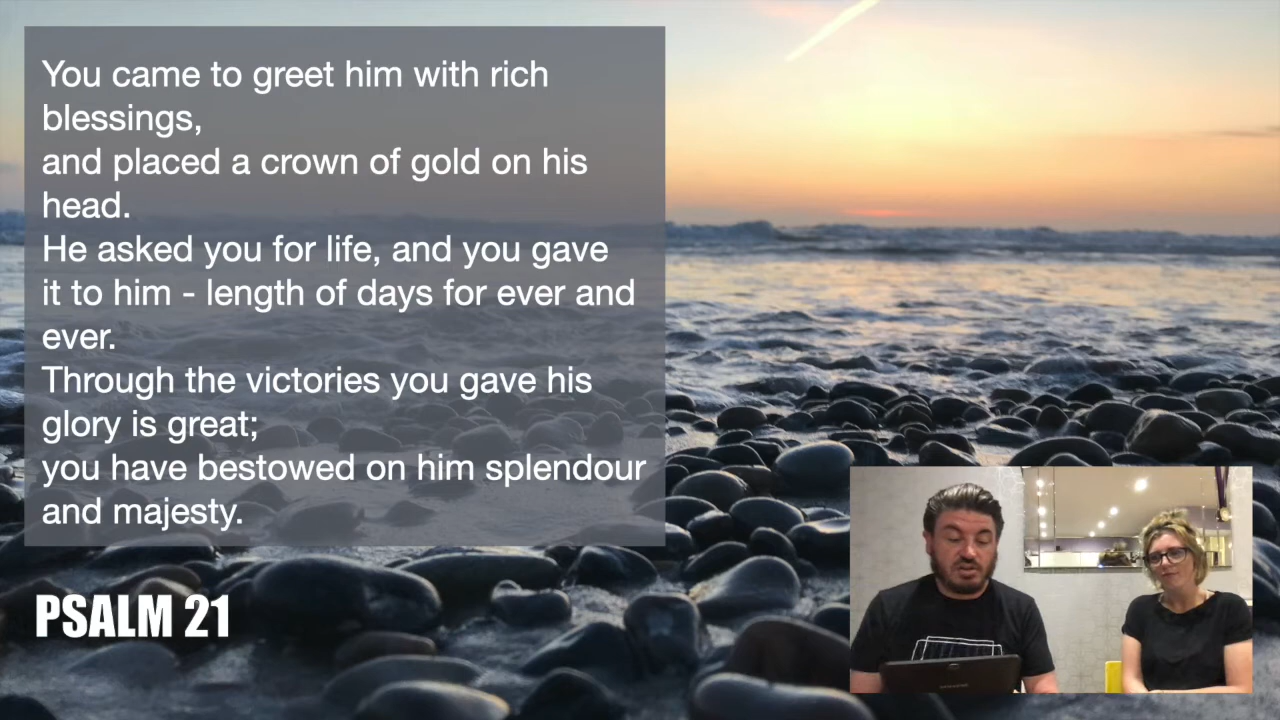 You came to greet him with rich
blessings,
and placed a crown of gold on his
head.
He asked you for life, and you gave
it to him - length of days for ever and
ever.
Through the victories you gave his
glory is great;
you have bestowed on him splendour
and majesty.
PSALM 21
SAMSUNG